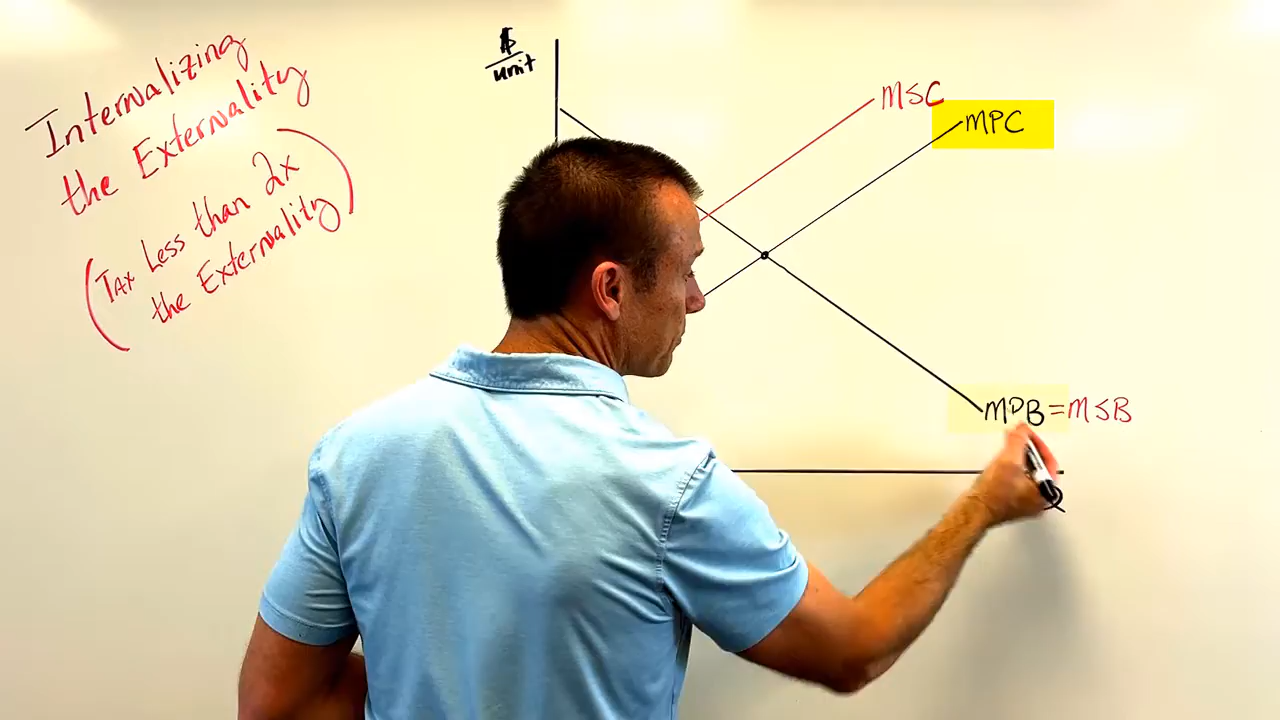 Internalizing
the Externality
(Tax Less than 2x
the Externality)
$
unit
MSC
MPC
MPB = MSB
Q